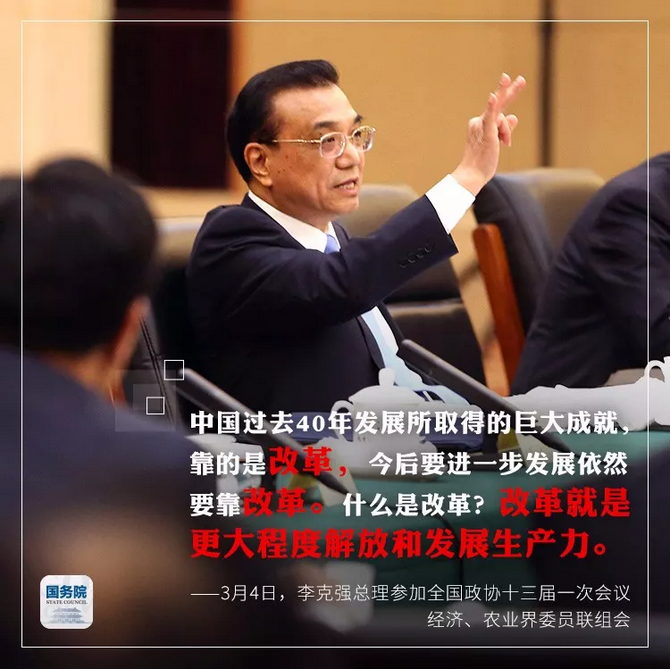 中国过去40年发展所取得的巨大成就，
靠的是改革，今后要进一步发展依然
要靠改革。什么是改革？改革就是
更大程度解放和发展生产力。
——3月4日，李克强总理参加全国政协十三届一次会议
经济、农业界委员联组会
国务院
STATE COUNCIL